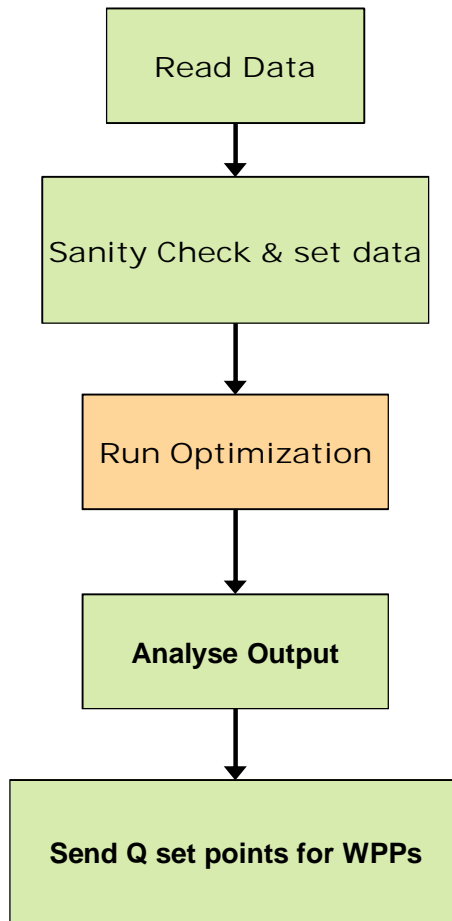 Read Data
Sanity Check & set data
Run Optimization
Analyse Output
Send Q set points for WPPs